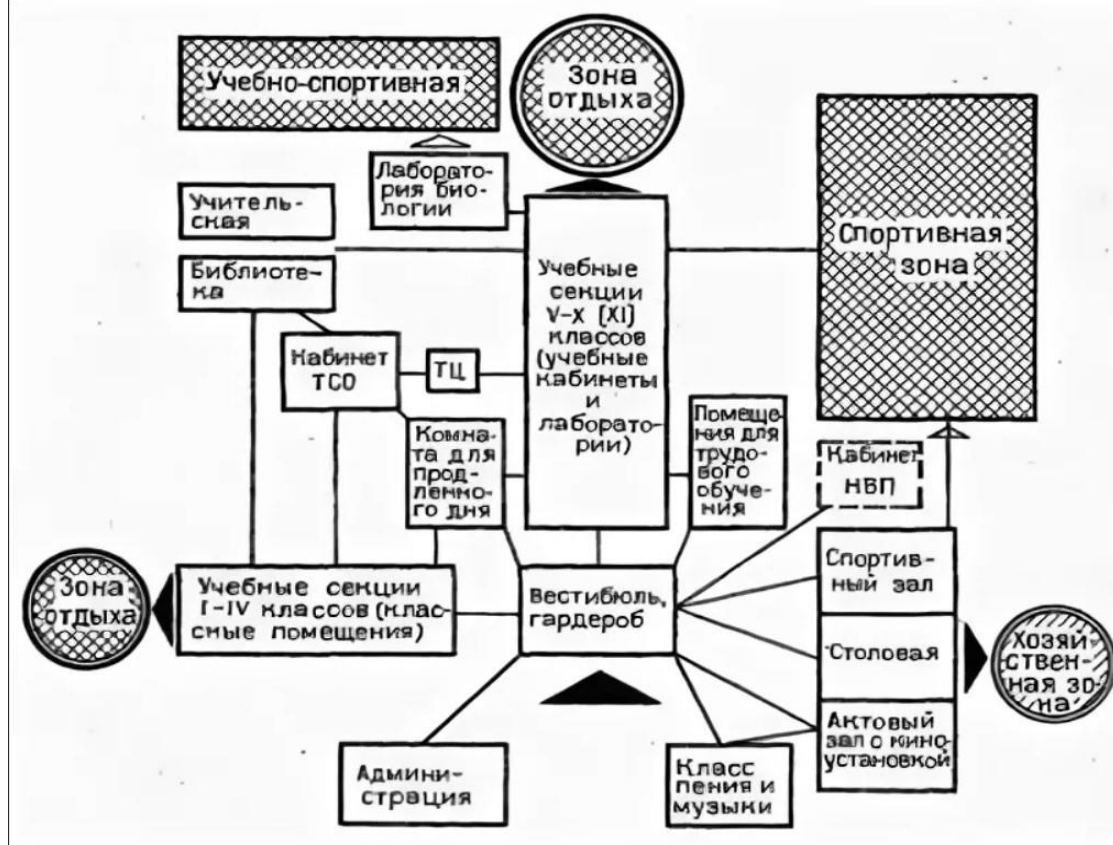 Учебно-спортивная
Зона
отдыха
Лаборато-
рия био-
логии
Учитель-
ская
Библиоте-
ка
Учебные
секции
V-X (XI)
классов
(учебные
кабинеты
и
лаборато-
рии)
Спортивная
зона
Кабинет
ТСО
ТЦ
Комна-
та для
прод-
ленного
дня
Помеще-
ния для
трудо-
вого
обуче-
ния
Кабинет
НВП
Зона
отдыха
Учебные секции
I-IV классов (клас-
сные помещения)
Вестибюль,
гардероб
Спортив-
ный зал
Столовая
Хозяй-
ствен-
ная зо-
на
Админи-
страция
Класс
пения и
музыки
Актовый
зал с кино-
установкой